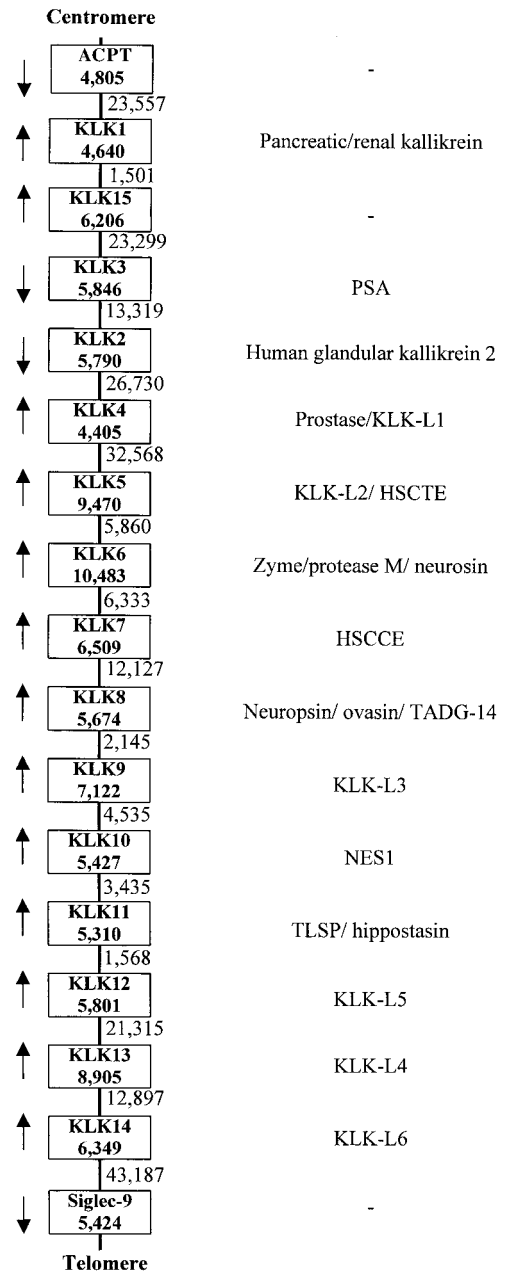 Centromere
ACPT
4,805
-
23,557
KLK1
4,640
Pancreatic/renal kallikrein
1,501
KLK15
6,206
-
23,299
KLK3
5,846
PSA
13,319
KLK2
5,790
Human glandular kallikrein 2
26,730
KLK4
4,405
Prostase/KLK-L1
32,568
KLK5
9,470
KLK-L2/ HSCTE
5,860
KLK6
10,483
Zyme/protease M/ neurosin
6,333
KLK7
6,509
HSCCE
12,127
KLK8
5,674
Neuropsin/ ovasin/ TADG-14
2,145
KLK9
7,122
KLK-L3
4,535
KLK10
5,427
NES1
3,435
KLK11
5,310
TLSP/ hippostasin
1,568
KLK12
5,801
KLK-L5
21,315
KLK13
8,905
KLK-L4
12,897
KLK14
6,349
KLK-L6
43,187
Siglec-9
5,424
-
Telomere